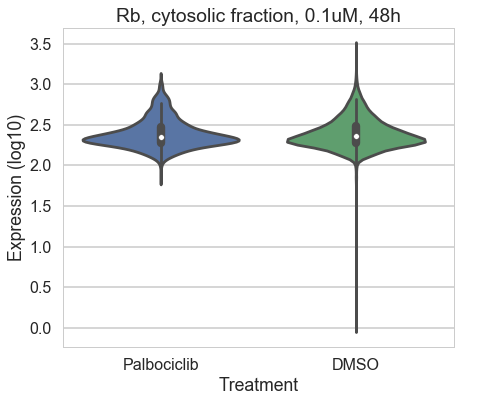 Rb, cytosolic fraction, 0.1uM, 48h
3.5
3.0
2.5
2.0
1.5
1.0
0.5
0.0
Expression (log10)
Palbociclib DMSO
Treatment